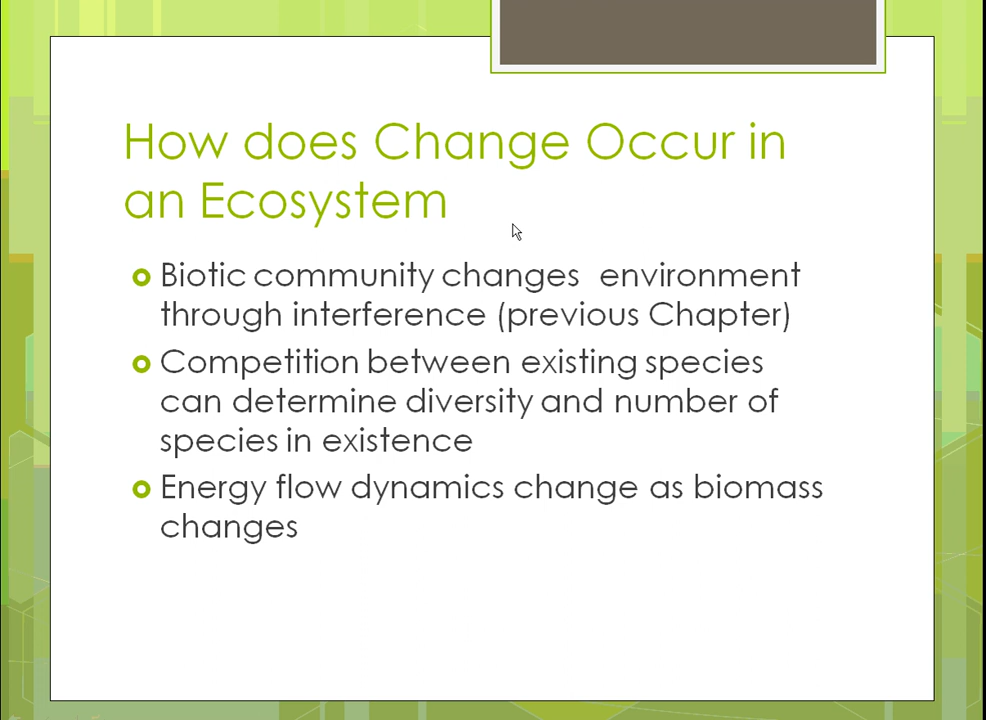 How does Change Occur in
an Ecosystem
Biotic community changes  environment
through interference (previous Chapter)
Competition between existing species
can determine diversity and number of
species in existence
Energy flow dynamics change as biomass
changes